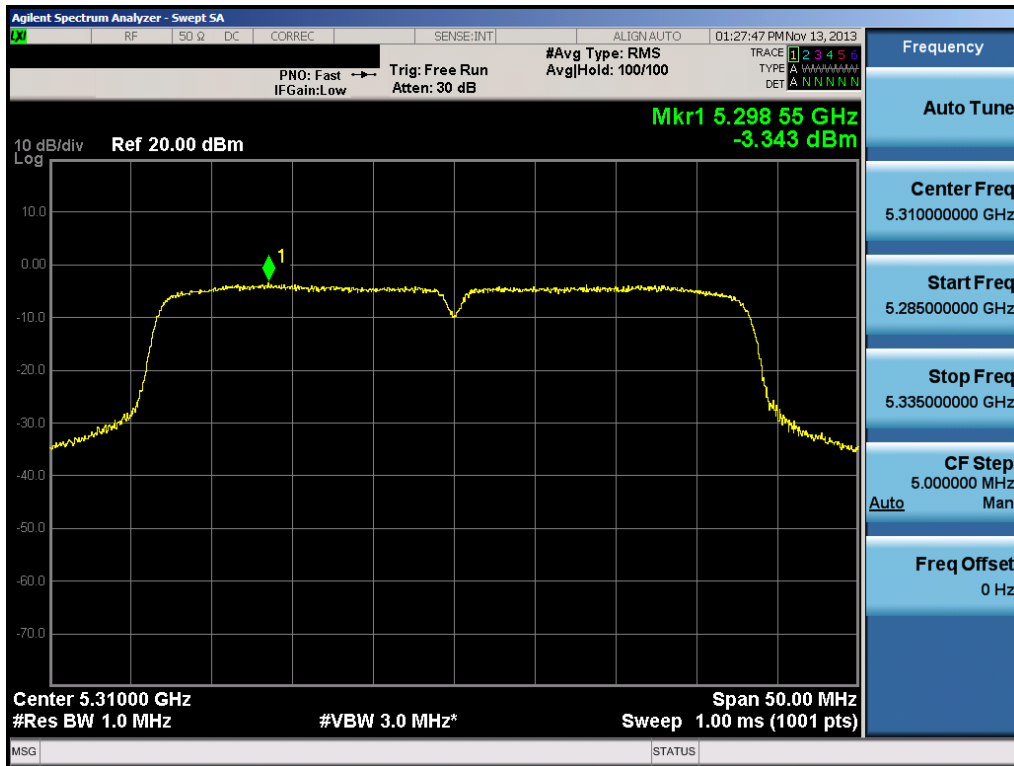 Agilent Spectrum Analyzer - Swept SA
LXI RF 50 Ω DC CORREC SENSE:INT ALIGN AUTO 01:27:47 PM Nov 13, 2013
PNO: Fast Trig: Free Run #Avg Type: RMS TRACE 1 2 3 4 5 6
IFGain:Low Atten: 30 dB Avg|Hold: 100/100 TYPE A WWWWW
DET A N N N N N
Mkr1 5.298 55 GHz
-3.343 dBm
10 dB/div Ref 20.00 dBm
Log
10.0
0.00
-10.0
-20.0
-30.0
-40.0
-50.0
-60.0
-70.0
1
Center 5.31000 GHz Span 50.00 MHz
#Res BW 1.0 MHz #VBW 3.0 MHz* Sweep 1.00 ms (1001 pts)
MSG STATUS
Frequency
Auto Tune
Center Freq
5.310000000 GHz
Start Freq
5.285000000 GHz
Stop Freq
5.335000000 GHz
CF Step
5.000000 MHz
Auto Man
Freq Offset
0 Hz